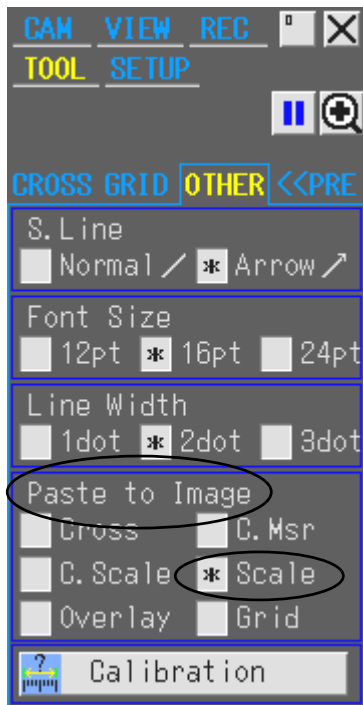 CAM VIEW REC
TOOL SETUP
CROSS GRID OTHER <<PRE
S.Line
Normal * Arrow
Font Size
12pt * 16pt 24pt
Line Width
1dot * 2dot 3dot
Paste to Image
Cross C.Msr
C.Scale * Scale
Overlay Grid
? Calibration